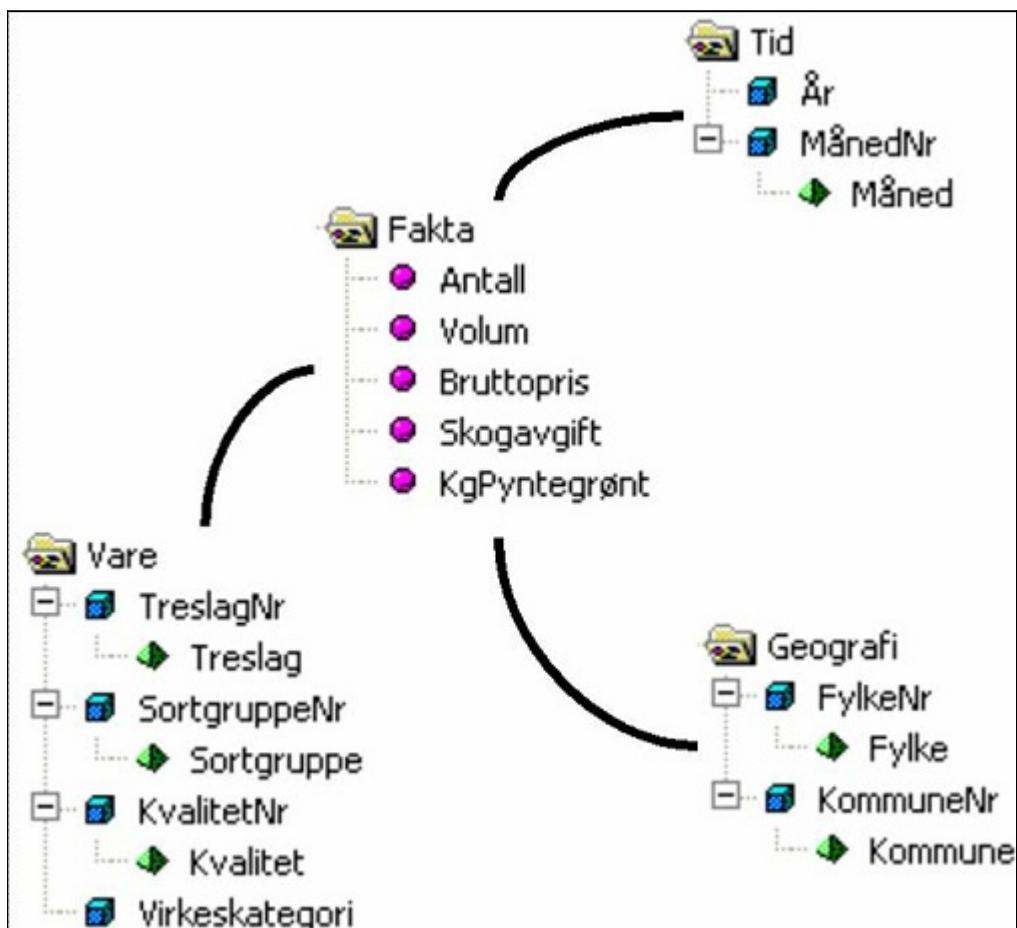 Tid
År
MånedNr
Måned
Fakta
Antall
Volum
Bruttopris
Skogavgift
KgPyntegrønt
Vare
TreslagNr
Treslag
SortgruppeNr
Sortgruppe
KvalitetNr
Kvalitet
Virkeskategori
Geografi
FylkeNr
Fylke
KommuneNr
Kommune